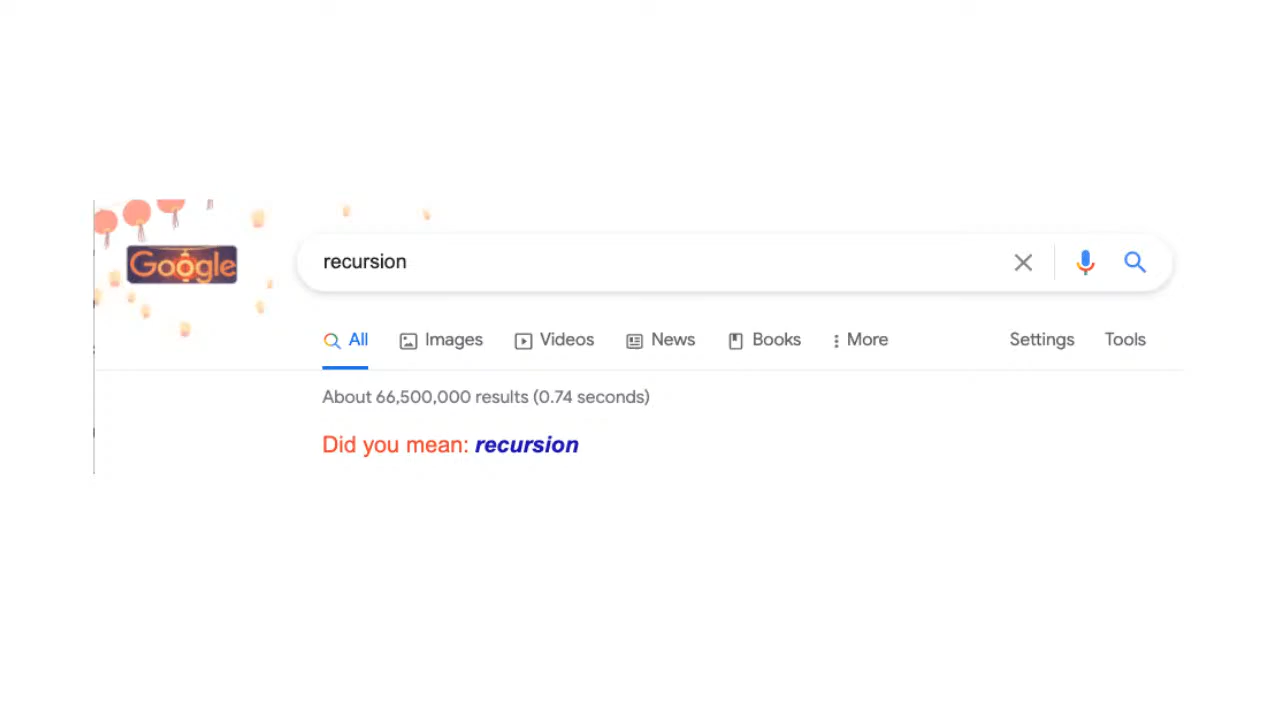 Google recursion
All Images Videos News Books More Settings Tools
About 66,500,000 results (0.74 seconds)
Did you mean: recursion